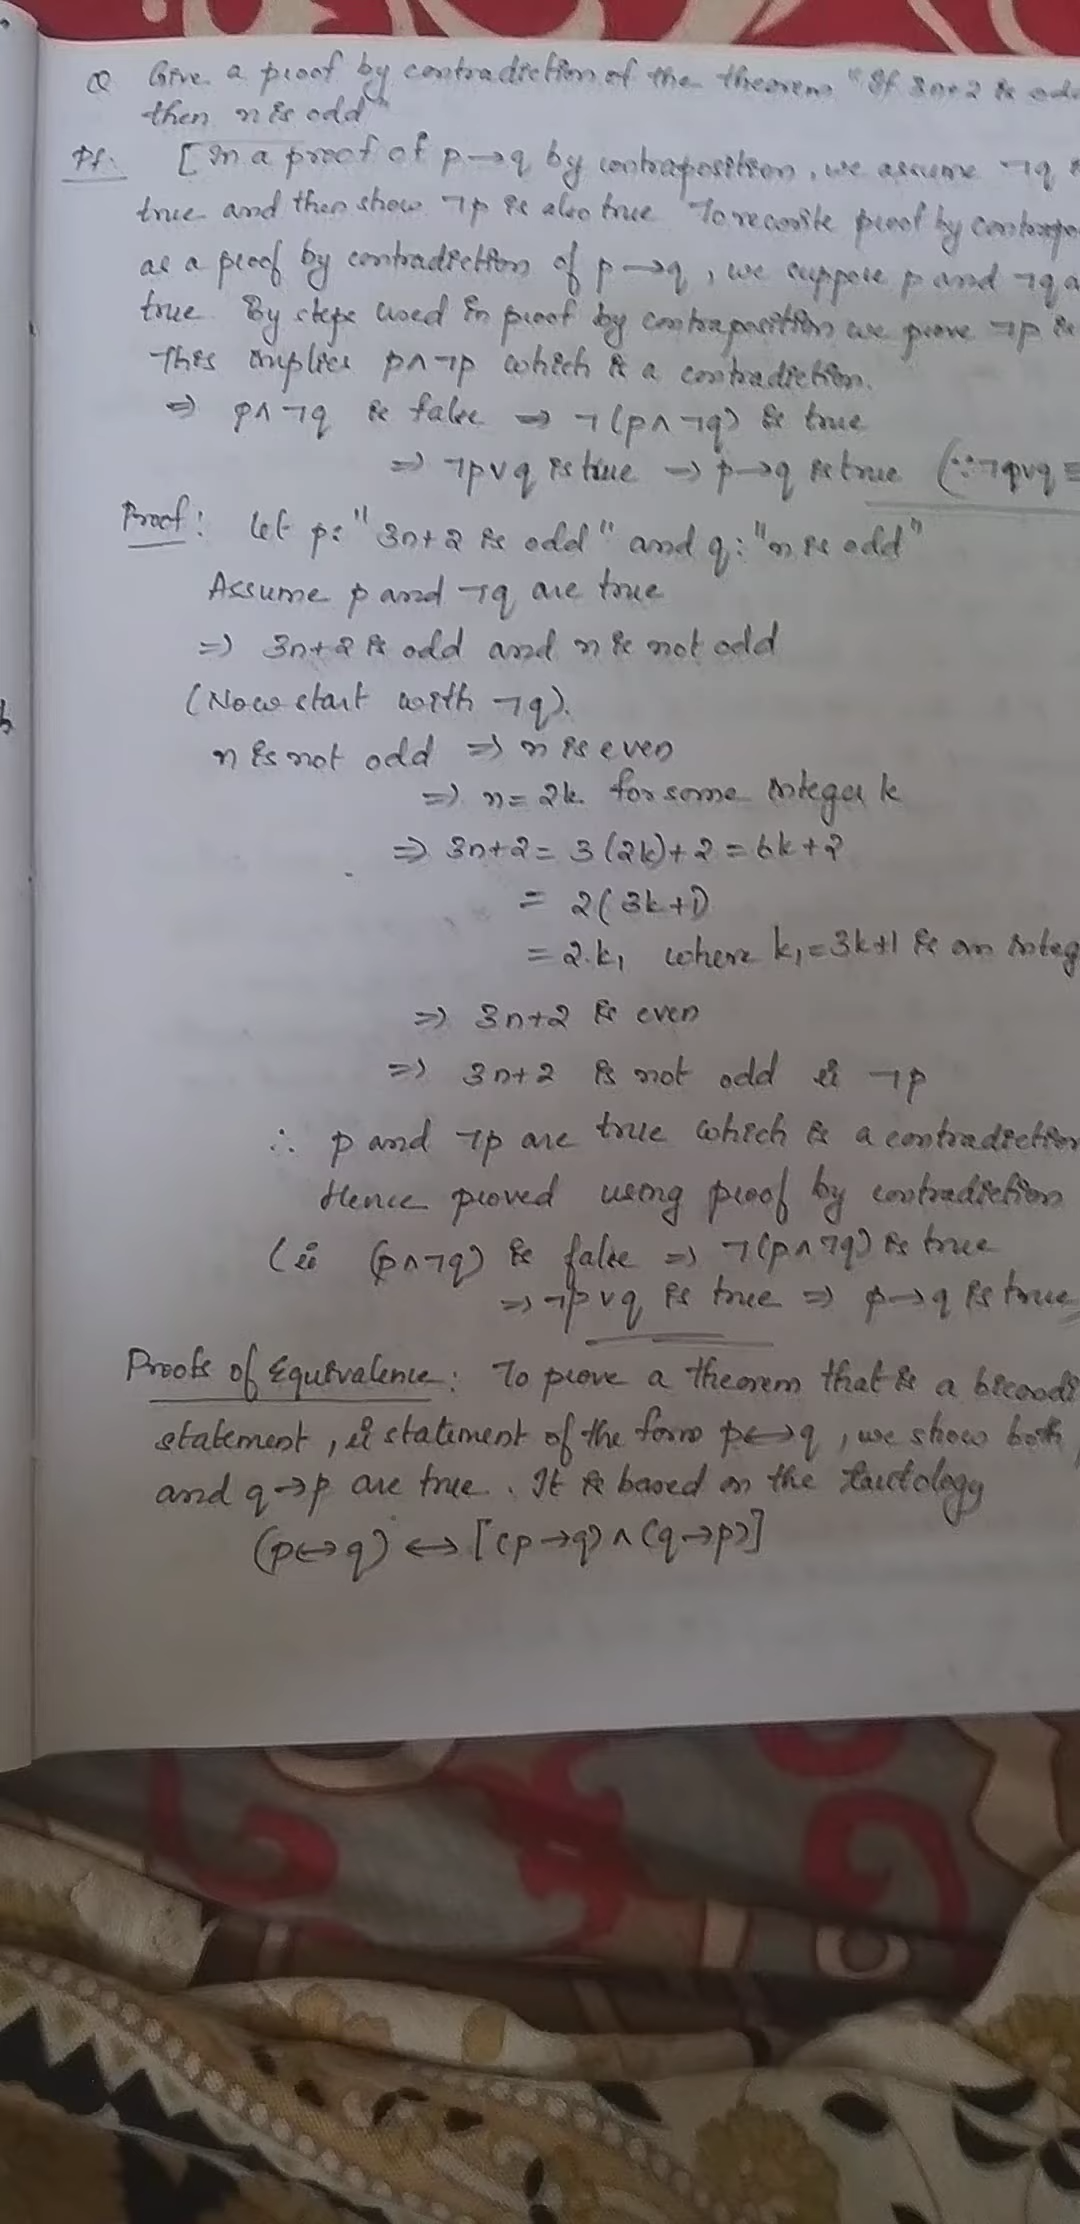 Q Give a proof by contradiction of the theorem "If 3n+2 is odd
then n is odd"
Pf. [In a proof of p→q by contraposition, we assume ¬q
true and then show ¬p is also true To rewrite proof by
as a proof by contradiction of p→q, we suppose p and ¬q
true. By steps used in proof by contraposition we prove ¬p is
This implies p∧¬p which is a contradiction.
⇒ p∧¬q is false ⇒ ¬(p∧¬q) is true
⇒ ¬p∨q is true → p→q is true (∵¬q∨q ≡
Proof: let p: "3n+2 is odd" and q: "n is odd"
Assume p and ¬q are true
⇒ 3n+2 is odd and n is not odd
(Now start with ¬q).
n is not odd ⇒ n is even
⇒ n=2k for some integer k
⇒ 3n+2 = 3(2k)+2 = 6k+2
= 2(3k+1)
= 2.k₁ where k₁=3k+1 is an integ
⇒ 3n+2 is even
⇒ 3n+2 is not odd ie ¬p
∴ p and ¬p are true which is a contradiction
Hence proved using proof by contradiction
(ie (p∧¬q) is false ⇒ ¬(p∧¬q) is true
⇒ ¬p∨q is true ⇒ p→q is true
Proofs of Equivalence: To prove a theorem that is a bicondi
statement, ie statement of the form p↔q, we show both
and q→p are true. It is based on the tautology
(p↔q) ↔ [(p→q)∧(q→p)]